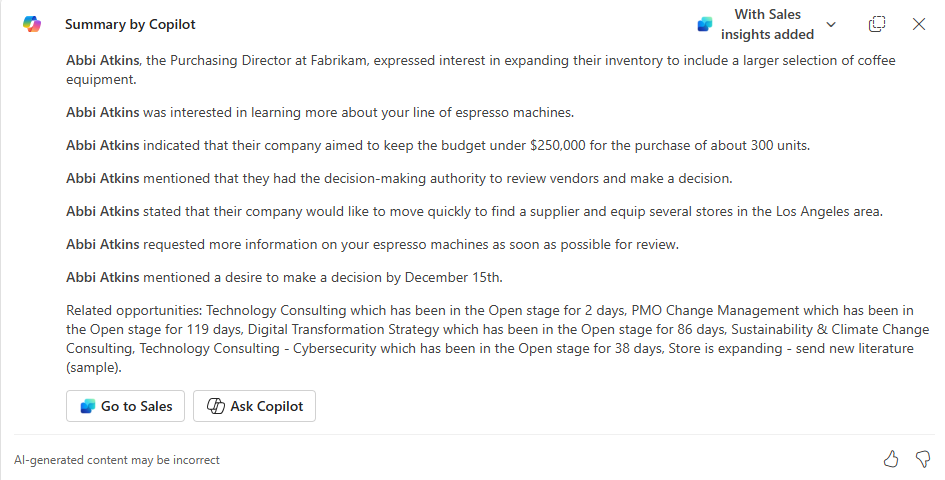 Summary by Copilot
With Sales
insights added
Abbi Atkins, the Purchasing Director at Fabrikam, expressed interest in expanding their inventory to include a larger selection of coffee
equipment.
Abbi Atkins was interested in learning more about your line of espresso machines.
Abbi Atkins indicated that their company aimed to keep the budget under $250,000 for the purchase of about 300 units.
Abbi Atkins mentioned that they had the decision-making authority to review vendors and make a decision.
Abbi Atkins stated that their company would like to move quickly to find a supplier and equip several stores in the Los Angeles area.
Abbi Atkins requested more information on your espresso machines as soon as possible for review.
Abbi Atkins mentioned a desire to make a decision by December 15th.
Related opportunities: Technology Consulting which has been in the Open stage for 2 days, PMO Change Management which has been in
the Open stage for 119 days, Digital Transformation Strategy which has been in the Open stage for 86 days, Sustainability & Climate Change
Consulting, Technology Consulting - Cybersecurity which has been in the Open stage for 38 days, Store is expanding - send new literature
(sample).
Go to Sales
Ask Copilot
AI-generated content may be incorrect